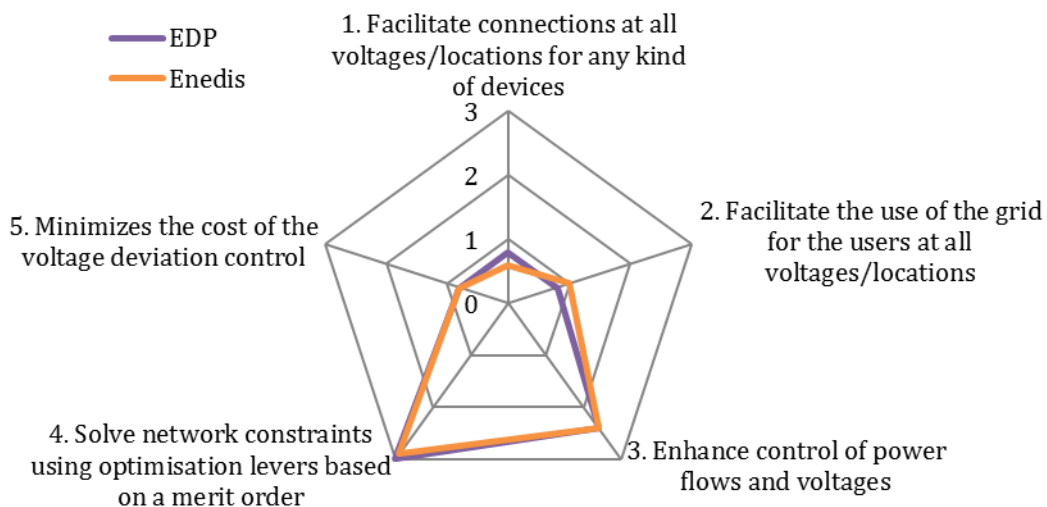 EDP
Enedis
1. Facilitate connections at all
voltages/locations for any kind
of devices
3
2
1
0
2. Facilitate the use of the grid
for the users at all
voltages/locations
5. Minimizes the cost of the
voltage deviation control
4. Solve network constraints
using optimisation levers based
on a merit order
3. Enhance control of power
flows and voltages